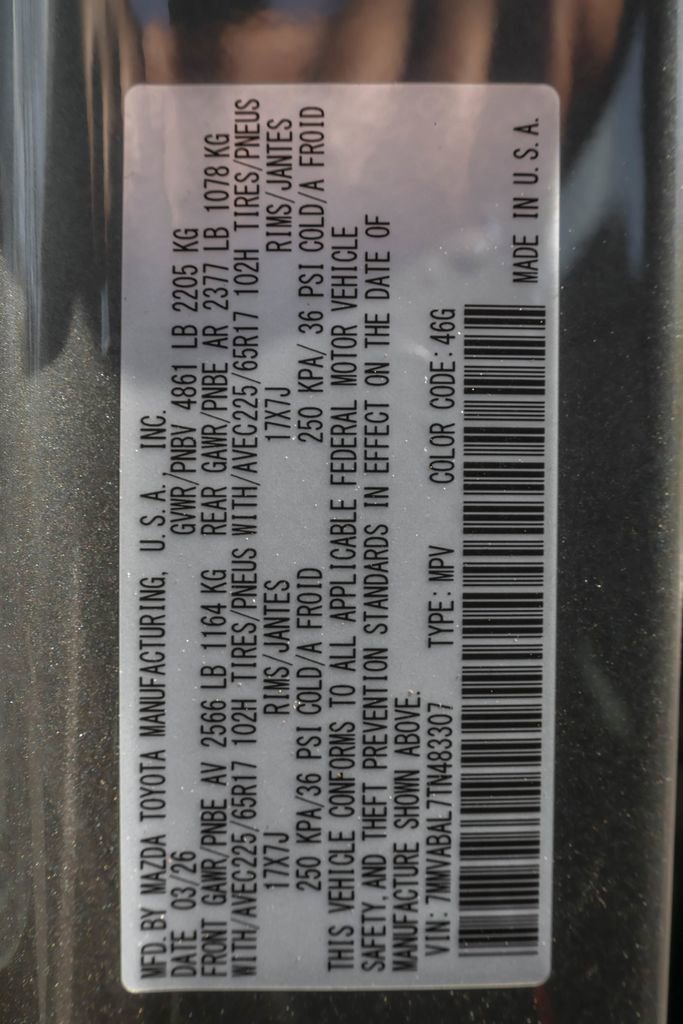 MFD. BY MAZDA TOYOTA MANUFACTURING, U.S.A. INC.
DATE 03/26 GVWR/PNBV 4861 LB 2205 KG
FRONT GAWR/PNBE AV 2566 LB 1164 KG REAR GAWR/PNBE AR 2377 LB 1078 KG
WITH/AVEC225/65R17 102H TIRES/PNEUS WITH/AVEC225/65R17 102H TIRES/PNEUS
17X7J RIMS/JANTES 17X7J RIMS/JANTES
250 KPA/36 PSI COLD/A FROID 250 KPA/ 36 PSI COLD/A FROID
THIS VEHICLE CONFORMS TO ALL APPLICABLE FEDERAL MOTOR VEHICLE
SAFETY, AND THEFT PREVENTION STANDARDS IN EFFECT ON THE DATE OF
MANUFACTURE SHOWN ABOVE.
VIN: 7MMVABAL7TN483307 TYPE: MPV COLOR CODE: 46G
MADE IN U.S.A.